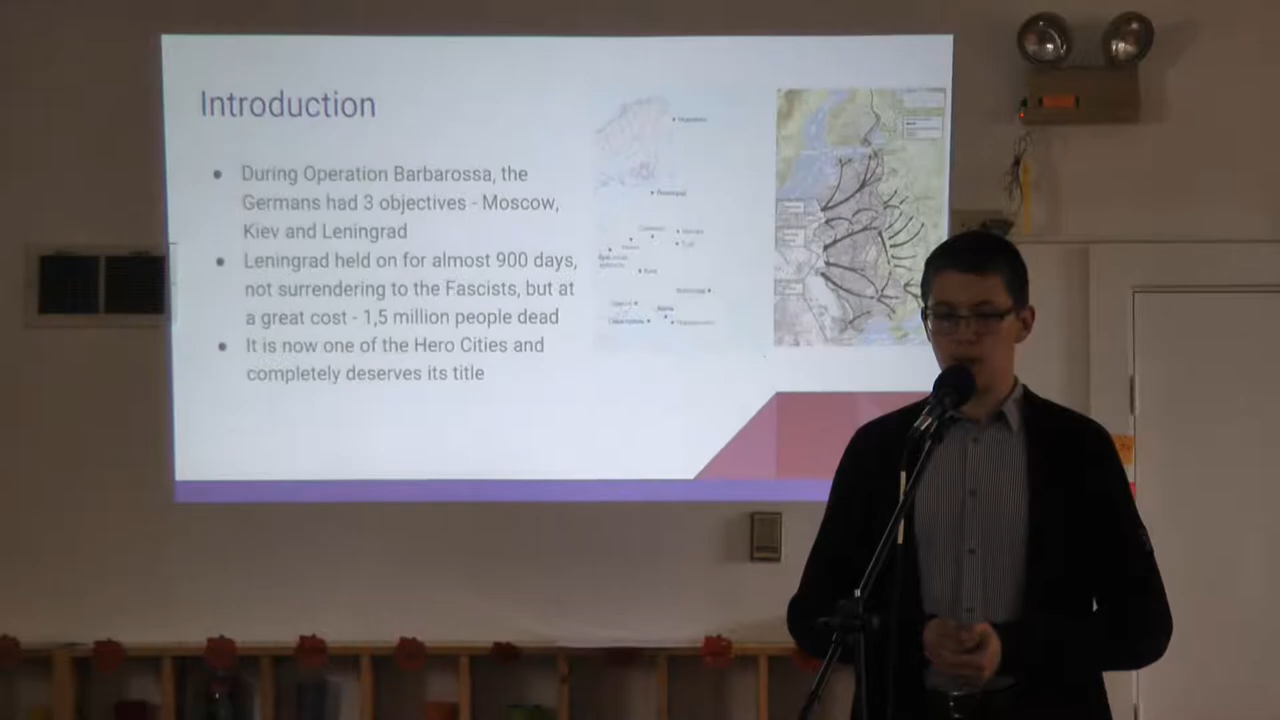 Introduction
During Operation Barbarossa, the
Germans had 3 objectives - Moscow,
Kiev and Leningrad
Leningrad held on for almost 900 days,
not surrendering to the Fascists, but at
a great cost - 1,5 million people dead
It is now one of the Hero Cities and
completely deserves its title